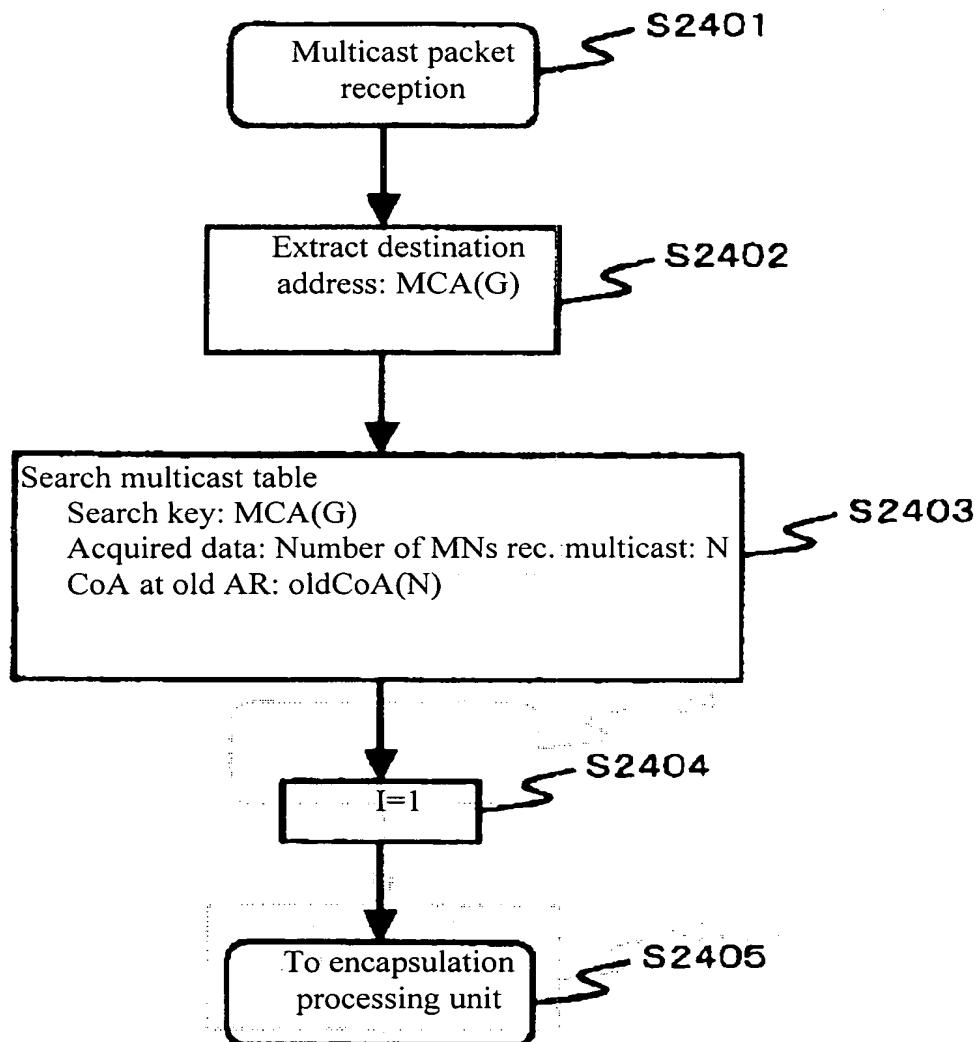 S2401
Multicast packet
reception
S2402
Extract destination
address: MCA(G)
S2403
Search multicast table
Search key: MCA(G)
Acquired data: Number of MNs rec. multicast: N
CoA at old AR: oldCoA(N)
S2404
I=1
S2405
To encapsulation
processing unit